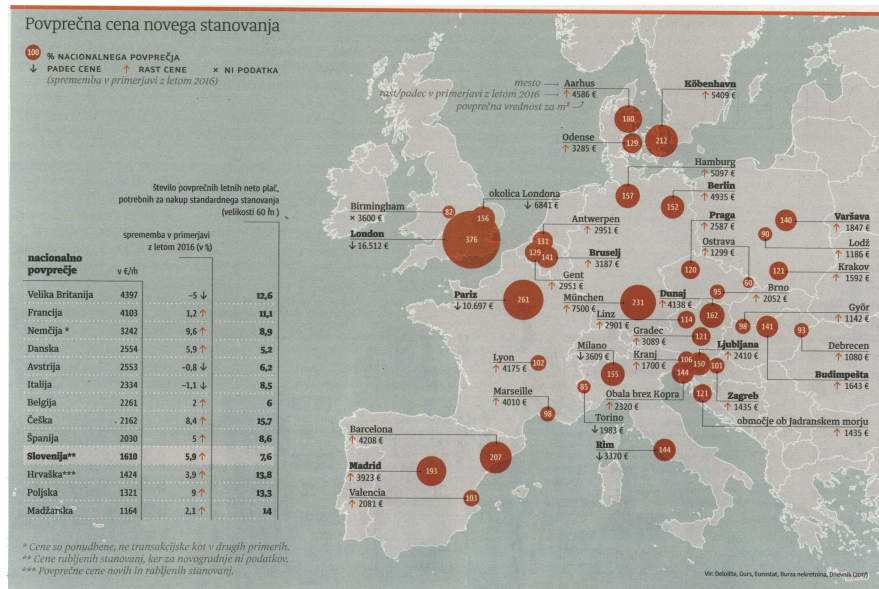 Povprečna cena novega stanovanja
100 % NACIONALNEGA POVPREČJA
↓ PADEC CENE ↑ RAST CENE × NI PODATKA
(sprememba v primerjavi z letom 2016)
število povprečnih letnih neto plač,
potrebnih za nakup standardnega stanovanja
(velikosti 60 m)
sprememba v primerjavi
z letom 2016 (v %)
nacionalno
povprečje v €/m
Velika Britanija 4397 –5 ↓ 12,6
Francija 4103 1,2 ↑ 11,1
Nemčija * 3242 9,6 ↑ 8,9
Danska 2554 5,9 ↑ 5,2
Avstrija 2553 –0,8 ↓ 6,2
Italija 2334 –1,1 ↓ 8,5
Belgija 2261 2 ↑ 6
Češka 2162 8,4 ↑ 15,7
Španija 2030 5 ↑ 8,6
Slovenija** 1610 5,9 ↑ 7,6
Hrvaška*** 1424 3,9 ↑ 13,8
Poljska 1321 9 ↑ 13,3
Madžarska 1164 2,1 ↑ 14
* Cene so ponudbene, ne transakcijske kot v drugih primerih.
** Cene rabljenih stanovanj, ker za novogradnje ni podatkov.
*** Povprečne cene novih in rabljenih stanovanj.
mesto → Aarhus
rast/padec v primerjavi z letom 2016 → ↑ 4586 €
povprečna vrednost za m²
180
Köbenhavn
↑ 5409 €
212
Odense
↑ 3285 €
129
Hamburg
↑ 5097 €
157
Berlin
↑ 4935 €
152
Birmingham
× 3600 €
82
okolica Londona
↓ 6841 €
156
London
↓ 16.512 €
376
Antwerpen
↑ 2951 €
131
Bruselj
↑ 3187 €
141
Gent
↑ 2951 €
129
Praga
↑ 2587 €
120
Ostrava
↑ 1299 €
60
Varšava
↑ 1847 €
140
Lodž
↑ 1186 €
90
Krakov
↑ 1592 €
121
Brno
↑ 2052 €
95
Pariz
↓ 10.697 €
261
München
↑ 7500 €
231
Dunaj
↑ 4138 €
162
Linz
↑ 2901 €
114
Gradec
↑ 3089 €
121
Györ
↑ 1142 €
98
Debrecen
↑ 1080 €
93
Budimpešta
↑ 1643 €
141
Lyon
↑ 4175 €
102
Milano
↓ 3609 €
155
Kranj
↑ 1700 €
106
Ljubljana
↑ 2410 €
150
Marseille
↑ 4010 €
98
Torino
↓ 1983 €
85
Obala brez Kopra
↑ 2320 €
144
Zagreb
↑ 1435 €
101
območje ob Jadranskem morju
↑ 1435 €
121
Rim
↓ 3370 €
144
Barcelona
↑ 4208 €
207
Madrid
↑ 3923 €
193
Valencia
↑ 2081 €
103
Vir: Deloitte, Gurs, Eurostat, Burza nekretnina, Dnevnik (2017)